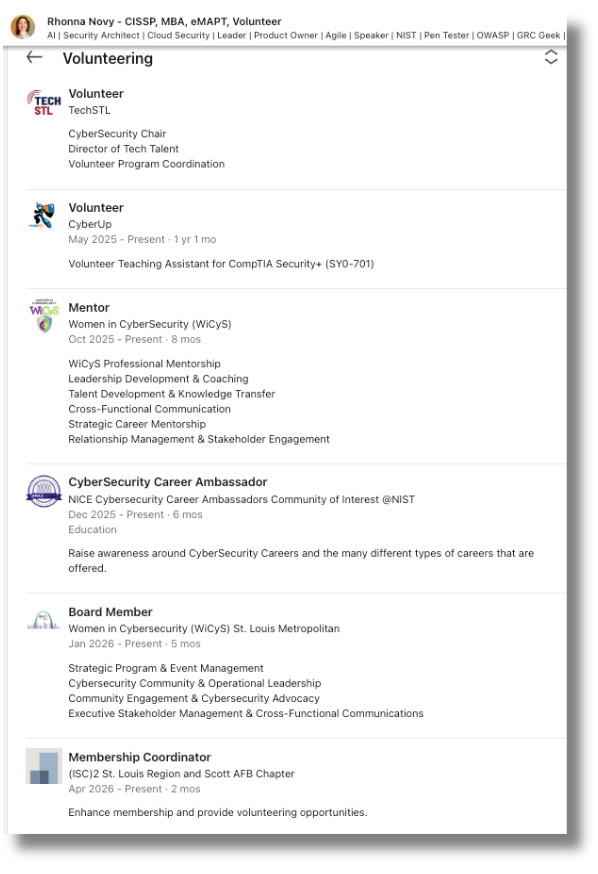 Rhonna Novy - CISSP, MBA, eMAPT, Volunteer
AI | Security Architect | Cloud Security | Leader | Product Owner | Agile | Speaker | NIST | Pen Tester | OWASP | GRC Geek |
Volunteering
TECH
STL
Volunteer
TechSTL
CyberSecurity Chair
Director of Tech Talent
Volunteer Program Coordination
Volunteer
CyberUp
May 2025 - Present · 1 yr 1 mo
Volunteer Teaching Assistant for CompTIA Security+ (SY0-701)
WiCyS
Mentor
Women in CyberSecurity (WiCyS)
Oct 2025 - Present · 8 mos
WiCyS Professional Mentorship
Leadership Development & Coaching
Talent Development & Knowledge Transfer
Cross-Functional Communication
Strategic Career Mentorship
Relationship Management & Stakeholder Engagement
CyberSecurity Career Ambassador
NICE Cybersecurity Career Ambassadors Community of Interest @NIST
Dec 2025 - Present · 6 mos
Education
Raise awareness around CyberSecurity Careers and the many different types of careers that are
offered.
Board Member
Women in Cybersecurity (WiCyS) St. Louis Metropolitan
Jan 2026 - Present · 5 mos
Strategic Program & Event Management
Cybersecurity Community & Operational Leadership
Community Engagement & Cybersecurity Advocacy
Executive Stakeholder Management & Cross-Functional Communications
Membership Coordinator
(ISC)2 St. Louis Region and Scott AFB Chapter
Apr 2026 - Present · 2 mos
Enhance membership and provide volunteering opportunities.